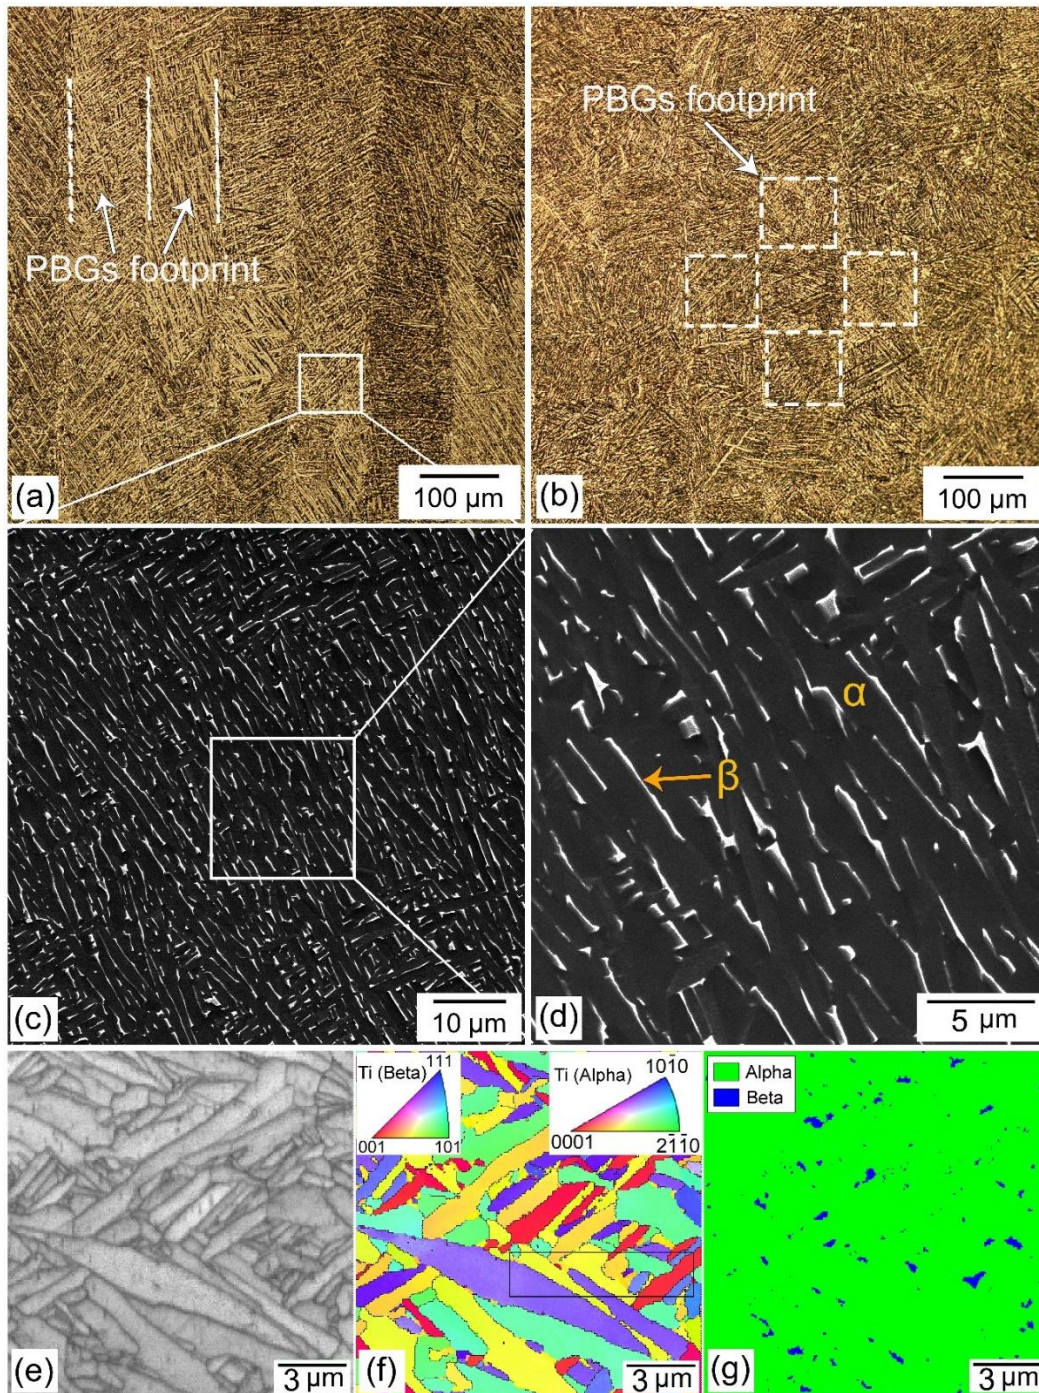 PBGs footprint
(a)
100 µm
PBGs footprint
(b)
100 µm
(c)
10 µm
α
β
(d)
5 µm
(e)
3 µm
Ti (Beta)
111
001
101
Ti (Alpha)
1010
0001
2110
(f)
3 µm
Alpha
Beta
(g)
3 µm